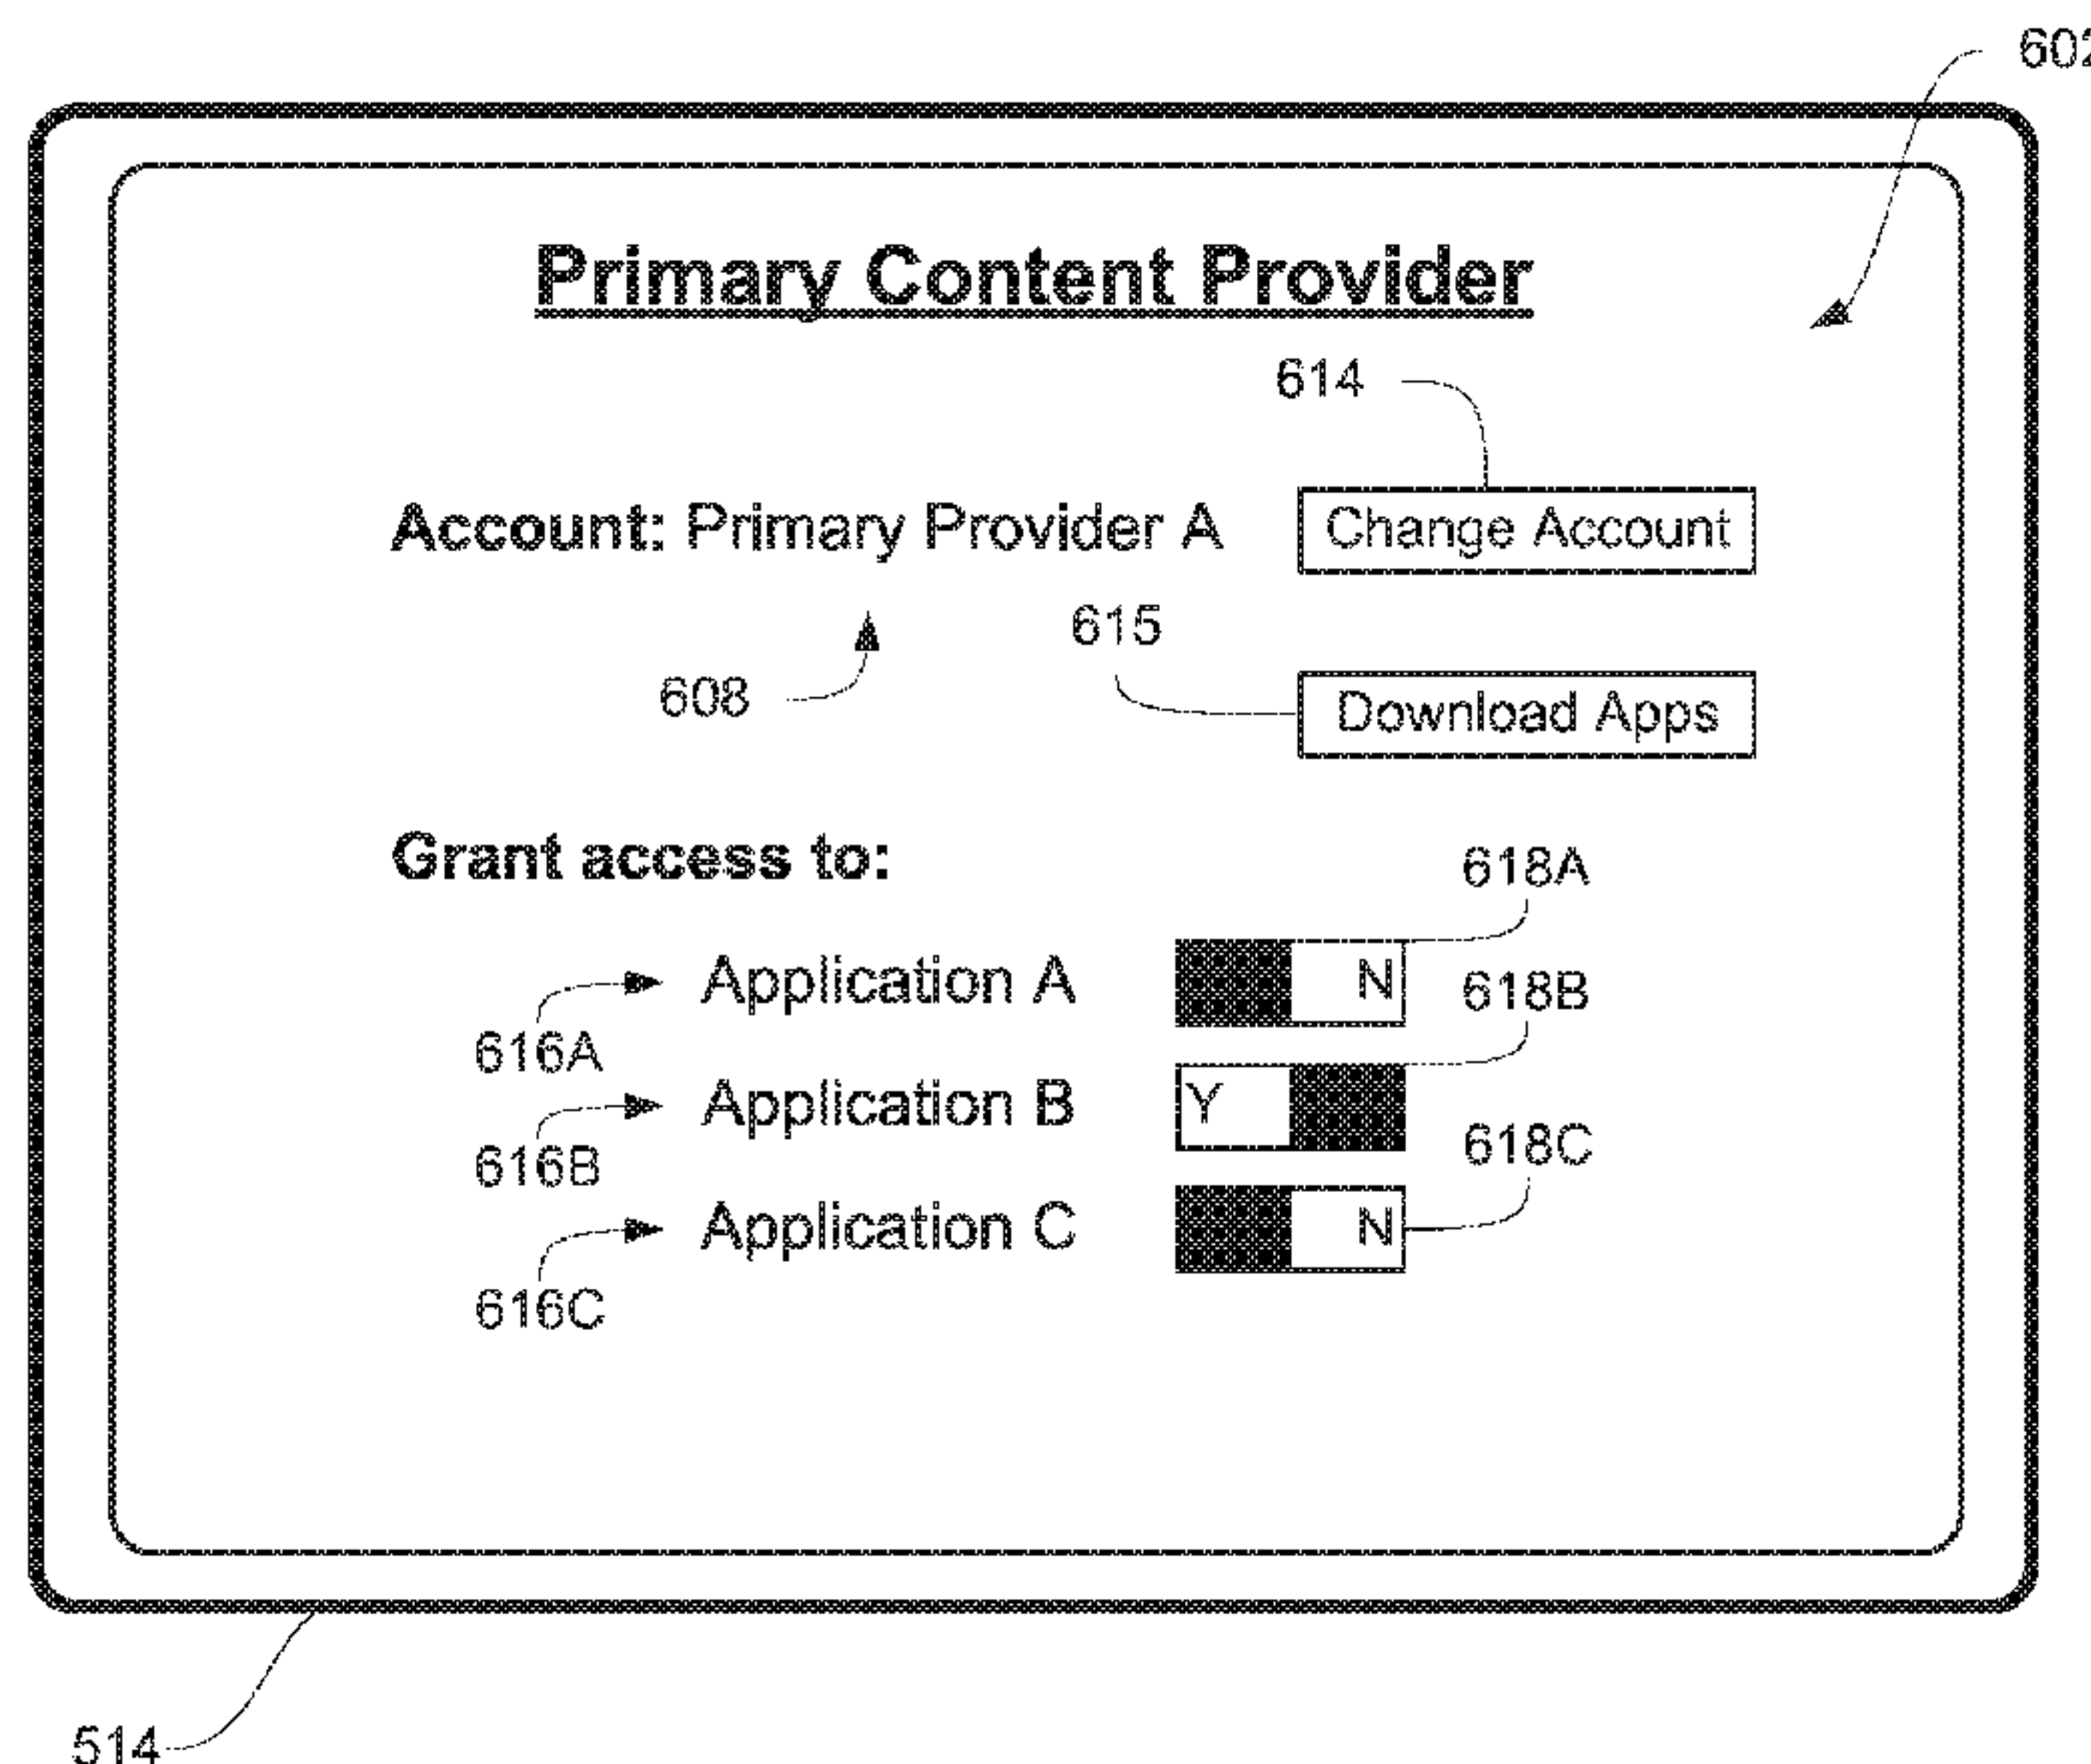 602
Primary Content Provider
614
Account: Primary Provider A
Change Account
615
608
Download Apps
Grant access to:
618A
Application A
N
618B
616A
Application B
Y
618C
616B
Application C
N
616C
514